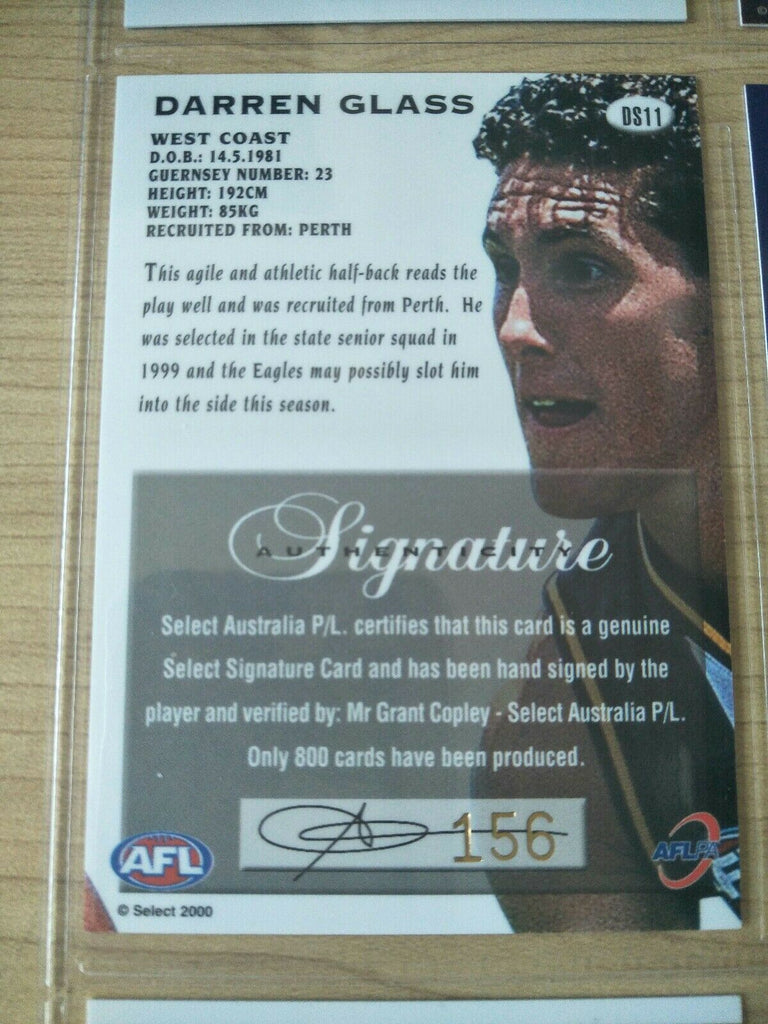 DARREN GLASS
DS11
WEST COAST
D.O.B.: 14.5.1981
GUERNSEY NUMBER: 23
HEIGHT: 192CM
WEIGHT: 85KG
RECRUITED FROM: PERTH
This agile and athletic half-back reads the
play well and was recruited from Perth. He
was selected in the state senior squad in
1999 and the Eagles may possibly slot him
into the side this season.
Signature
AUTHENTICITY
Select Australia P/L. certifies that this card is a genuine
Select Signature Card and has been hand signed by the
player and verified by: Mr Grant Copley - Select Australia P/L.
Only 800 cards have been produced.
156
AFL
AFLPA
© Select 2000